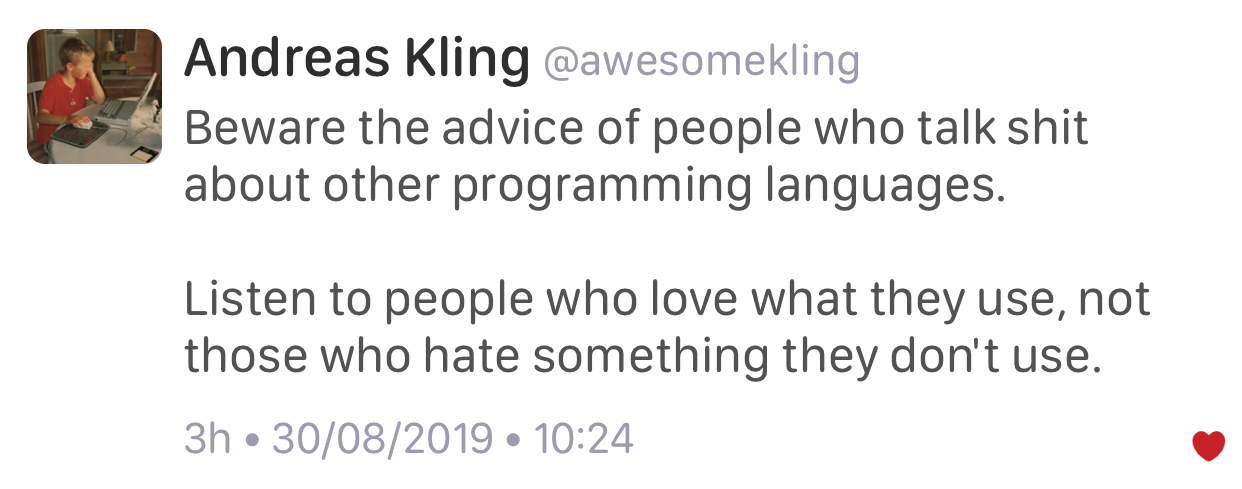 Andreas Kling @awesomekling
Beware the advice of people who talk shit
about other programming languages.
Listen to people who love what they use, not
those who hate something they don't use.
3h • 30/08/2019 • 10:24